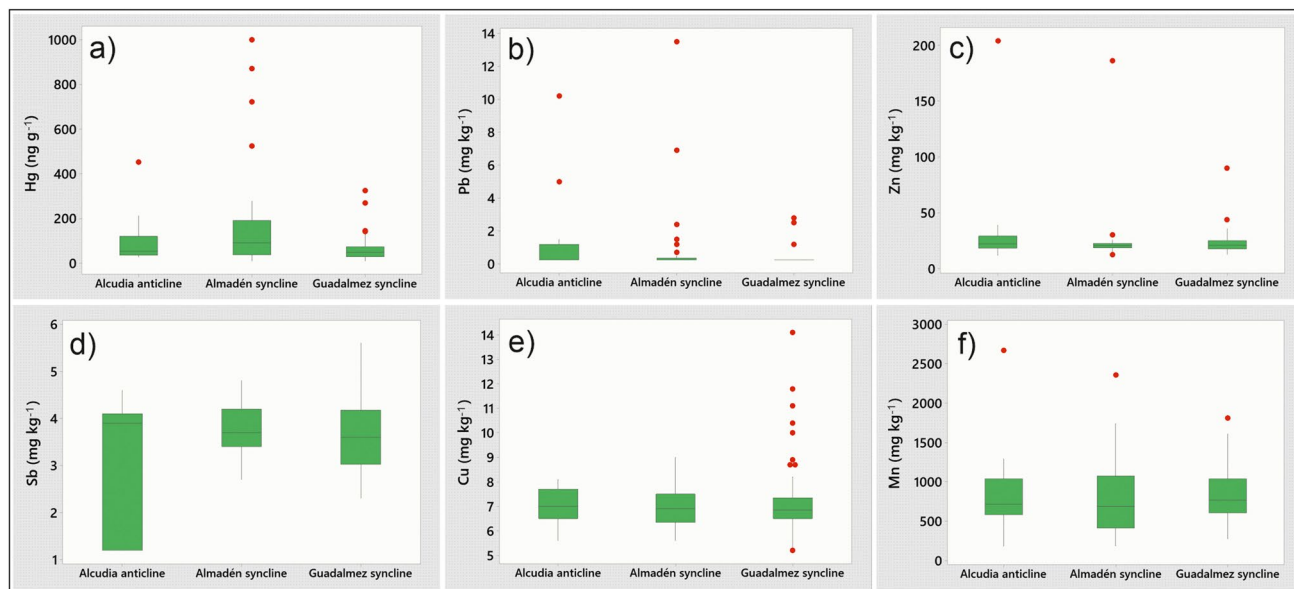 a)
Hg (ng g⁻¹)
1000
800
600
400
200
0
Alcudia anticline Almadén syncline Guadalmez syncline
b)
Pb (mg kg⁻¹)
14
12
10
8
6
4
2
0
Alcudia anticline Almadén syncline Guadalmez syncline
c)
Zn (mg kg⁻¹)
200
150
100
50
0
Alcudia anticline Almadén syncline Guadalmez syncline
d)
Sb (mg kg⁻¹)
6
5
4
3
2
1
Alcudia anticline Almadén syncline Guadalmez syncline
e)
Cu (mg kg⁻¹)
14
13
12
11
10
9
8
7
6
5
Alcudia anticline Almadén syncline Guadalmez syncline
f)
Mn (mg kg⁻¹)
3000
2500
2000
1500
1000
500
0
Alcudia anticline Almadén syncline Guadalmez syncline